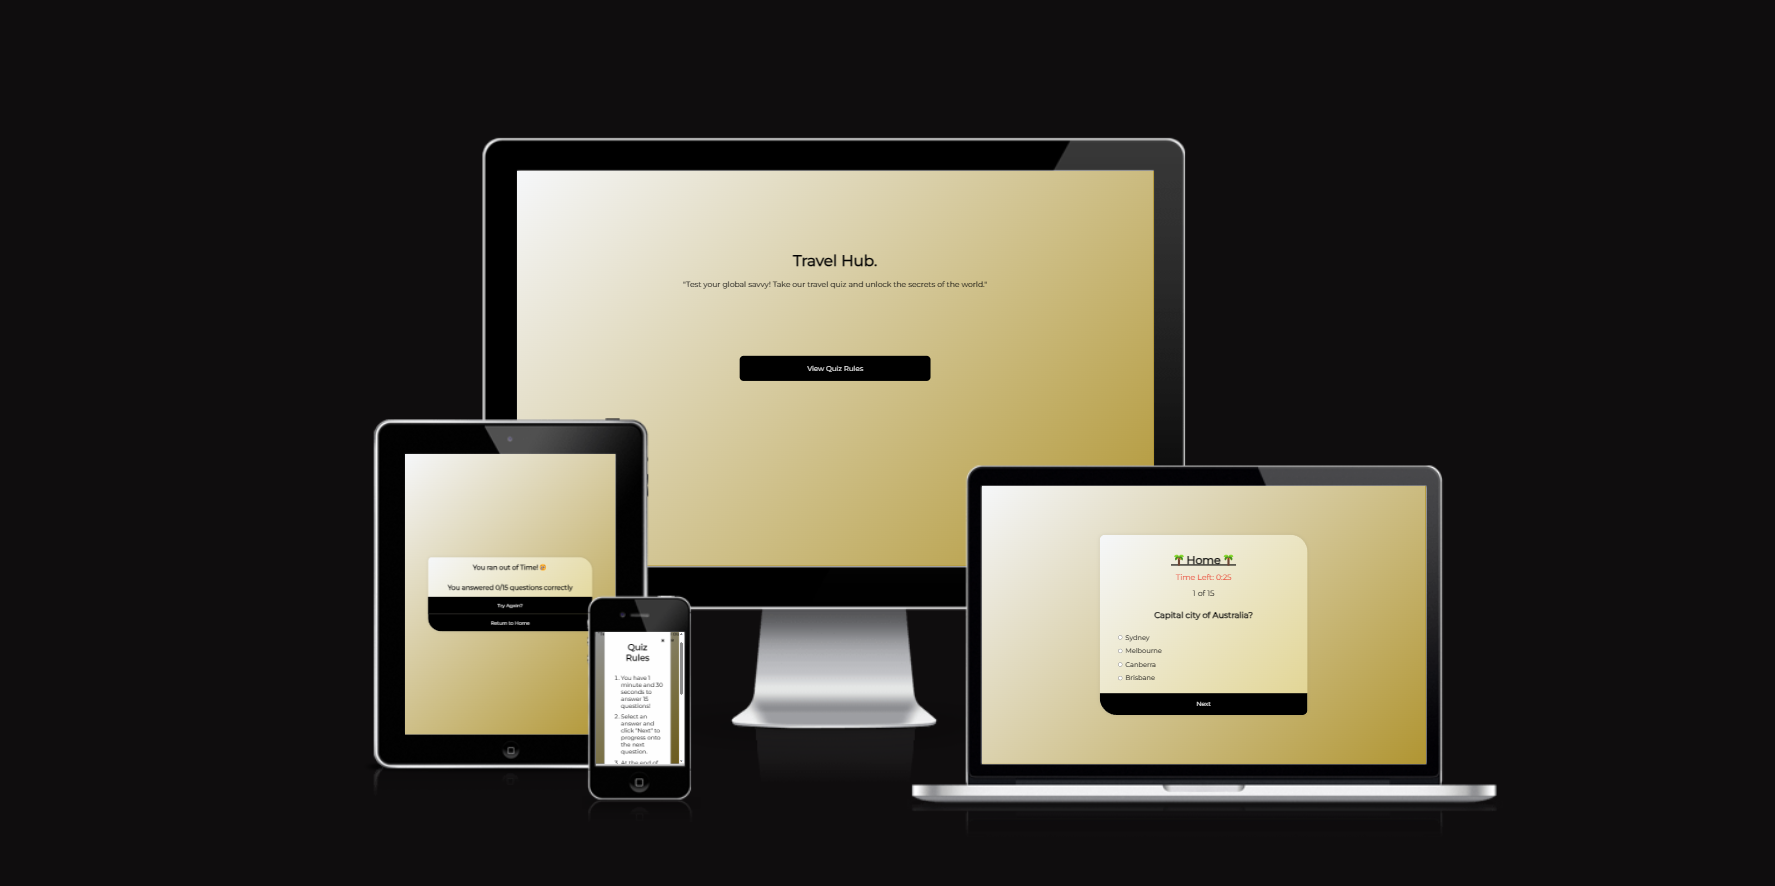 Travel Hub.
"Test your global savvy! Take our travel quiz and unlock the secrets of the world."
View Quiz Rules
You ran out of Time!
You answered 0/15 questions correctly
Try Again?
Return to Home
Quiz
Rules
1. You have 1
minute and 30
seconds to
answer 15
questions!
2. Select an
answer and
click "Next" to
progress onto
the next
question.
3. At the end of
Home
Time Left: 0:25
1 of 15
Capital city of Australia?
Sydney
Melbourne
Canberra
Brisbane
Next